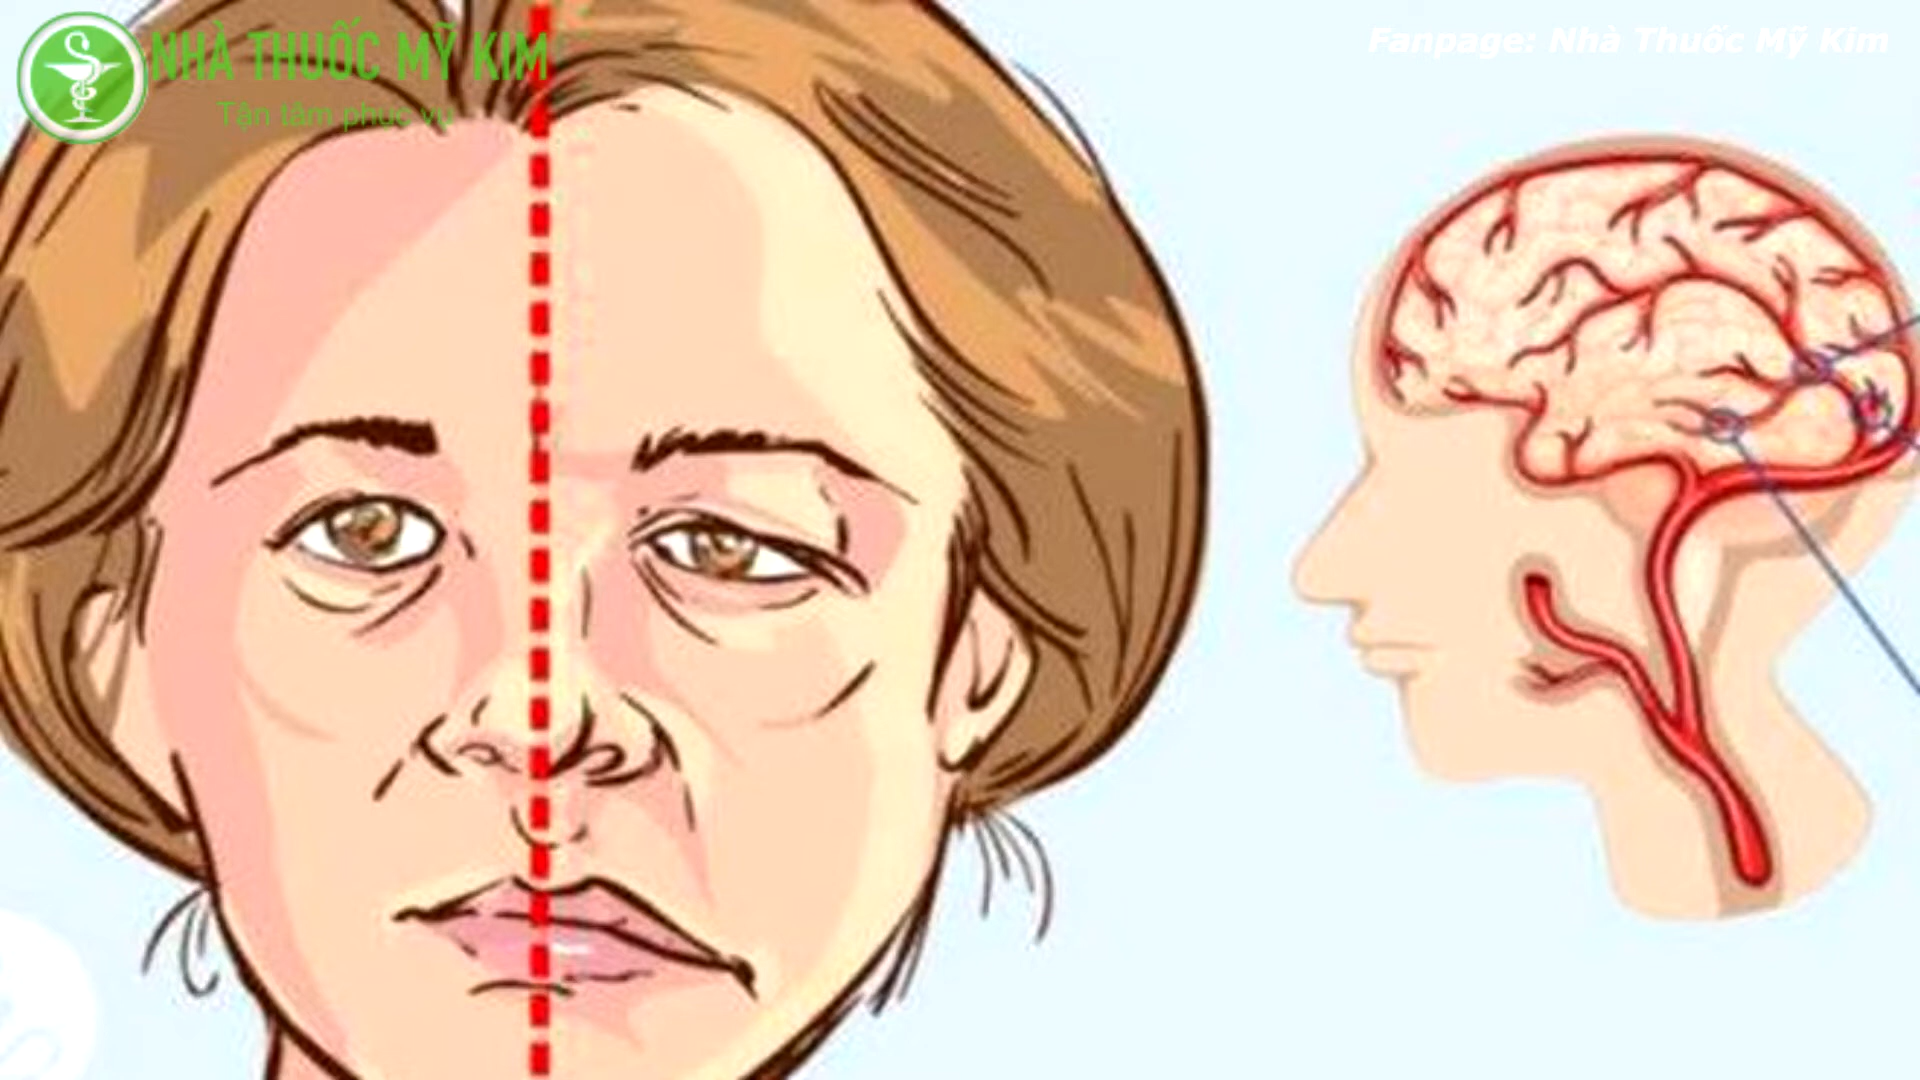 NHÀ THUỐC MỸ KIM
Tận tâm phục vụ
Fanpage: Nhà Thuốc Mỹ Kim